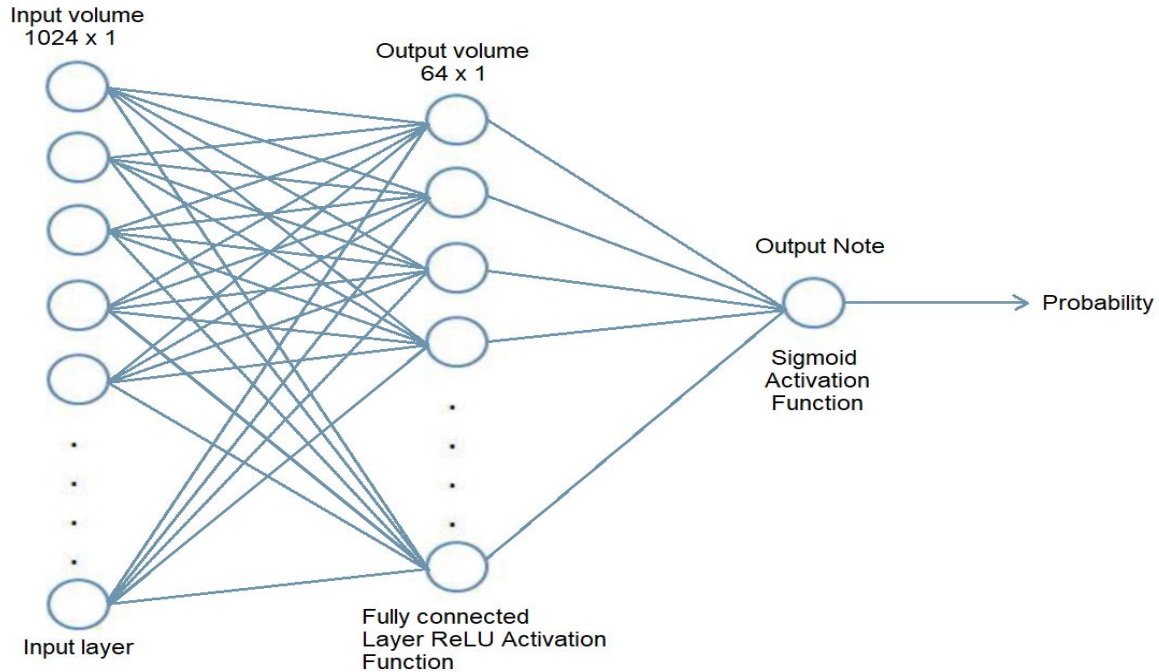 Input volume
1024 x 1
Output volume
64 x 1
Output Note
Probability
Sigmoid
Activation
Function
Fully connected
Layer ReLU Activation
Function
Input layer